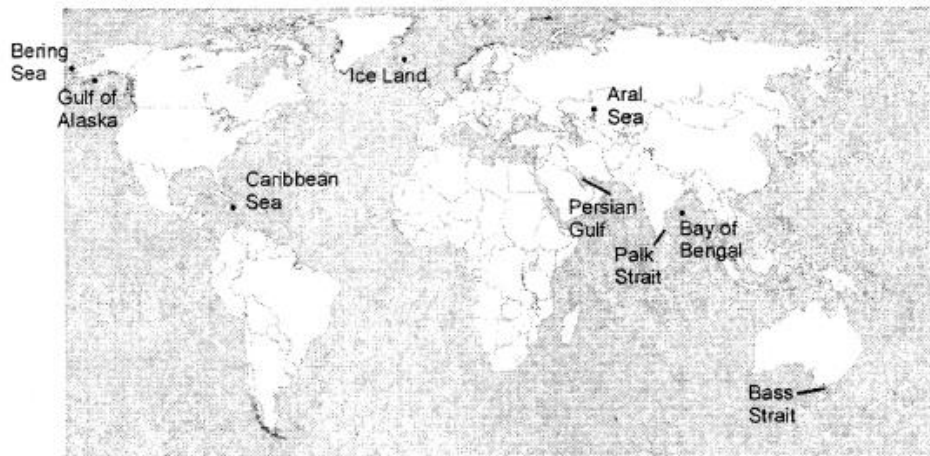 Bering
Sea
Gulf of
Alaska
Ice Land
Aral
Sea
Caribbean
Sea
Persian
Gulf
Palk
Strait
Bay of
Bengal
Bass
Strait